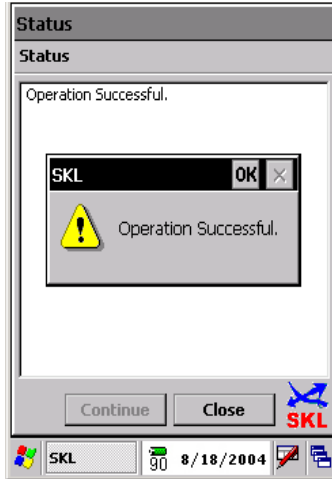 Status
Status
Operation Successful.
SKL OK
Operation Successful.
Continue Close
SKL
SKL 90 8/18/2004